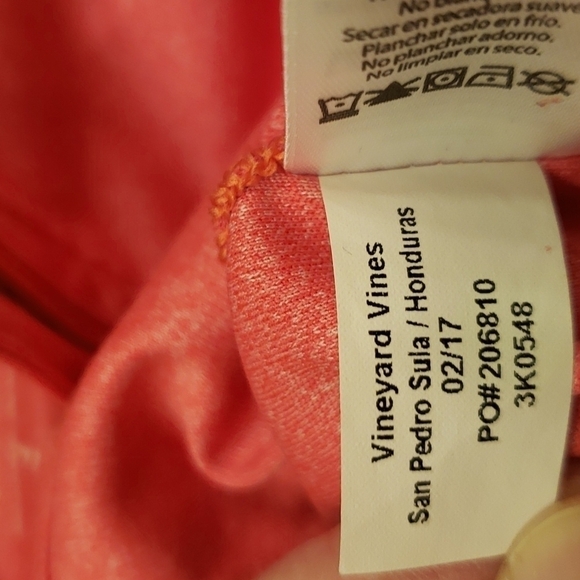 No
Secar en secadora suave
Planchar solo en frío.
No planchar adorno.
No limpiar en seco.
Vineyard Vines
San Pedro Sula / Honduras
02/17
PO#206810
3K0548